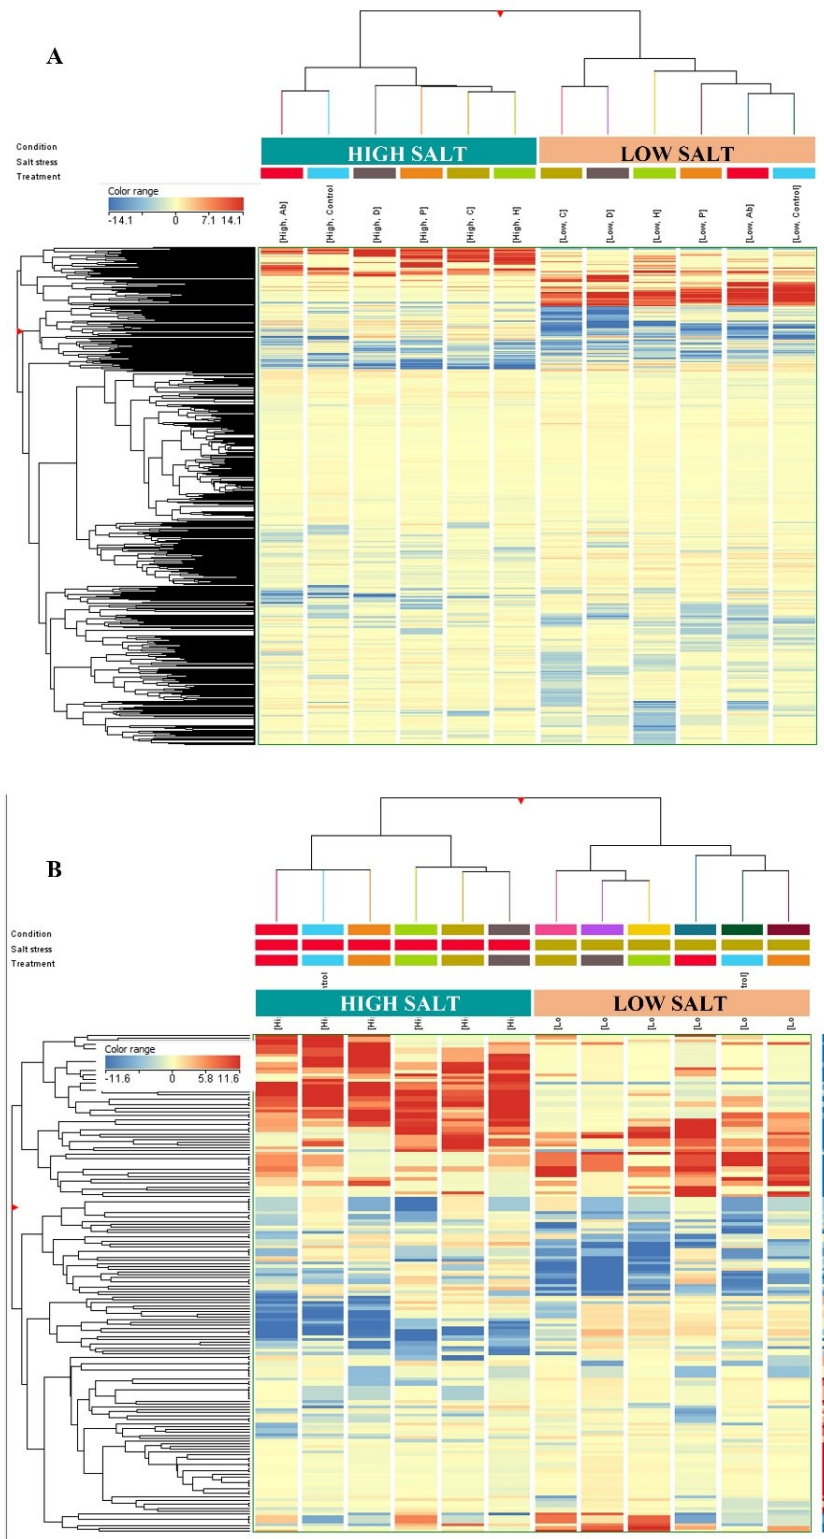 A
Condition
Salt stress
Treatment
HIGH SALT
LOW SALT
Color range
-14.1 0 7.1 14.1
[High, Ab]
[High, Control
[High, D]
[High, P]
[High, C]
[High, H]
[Low, C]
[Low, D]
[Low, H]
[Low, P]
[Low, Ab]
[Low, Control]
B
Condition
Salt stress
Treatment
ntrol
trol]
HIGH SALT
LOW SALT
[Hi
[Hi
[Hi
[Hi
[Hi
[Hi
[Lo
[Lo
[Lo
[Lo
[Lo
[Lo
Color range
-11.6 0 5.8 11.6